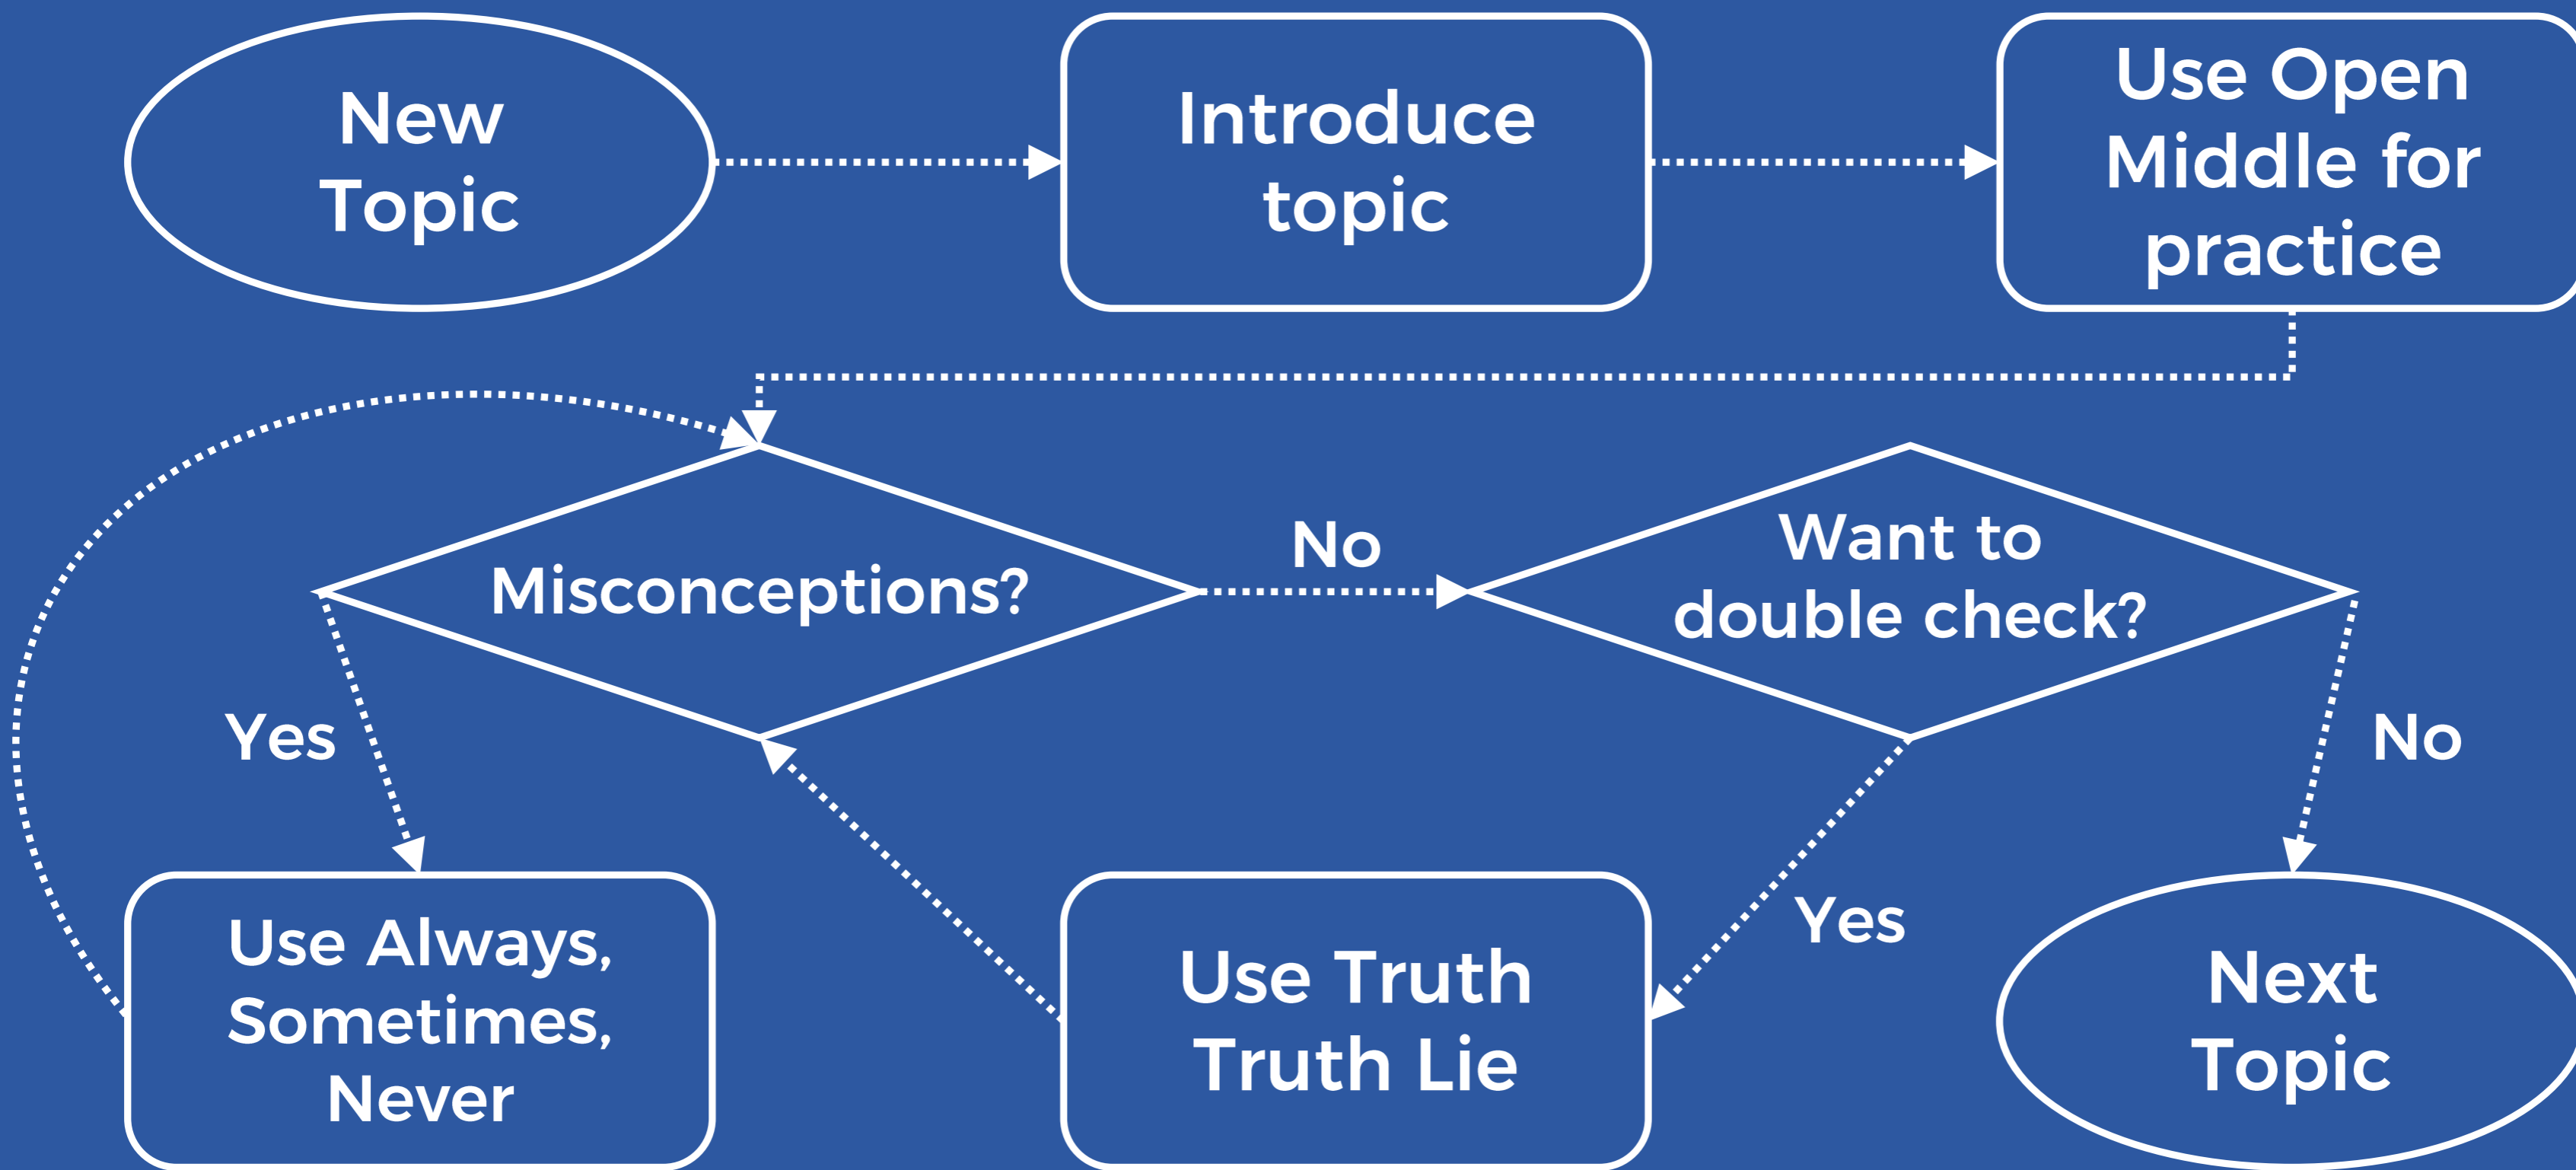 New
Topic
Introduce
topic
Use Open
Middle for
practice
Misconceptions?
No
Want to
double check?
Yes
No
Yes
Use Always,
Sometimes,
Never
Use Truth
Truth Lie
Next
Topic